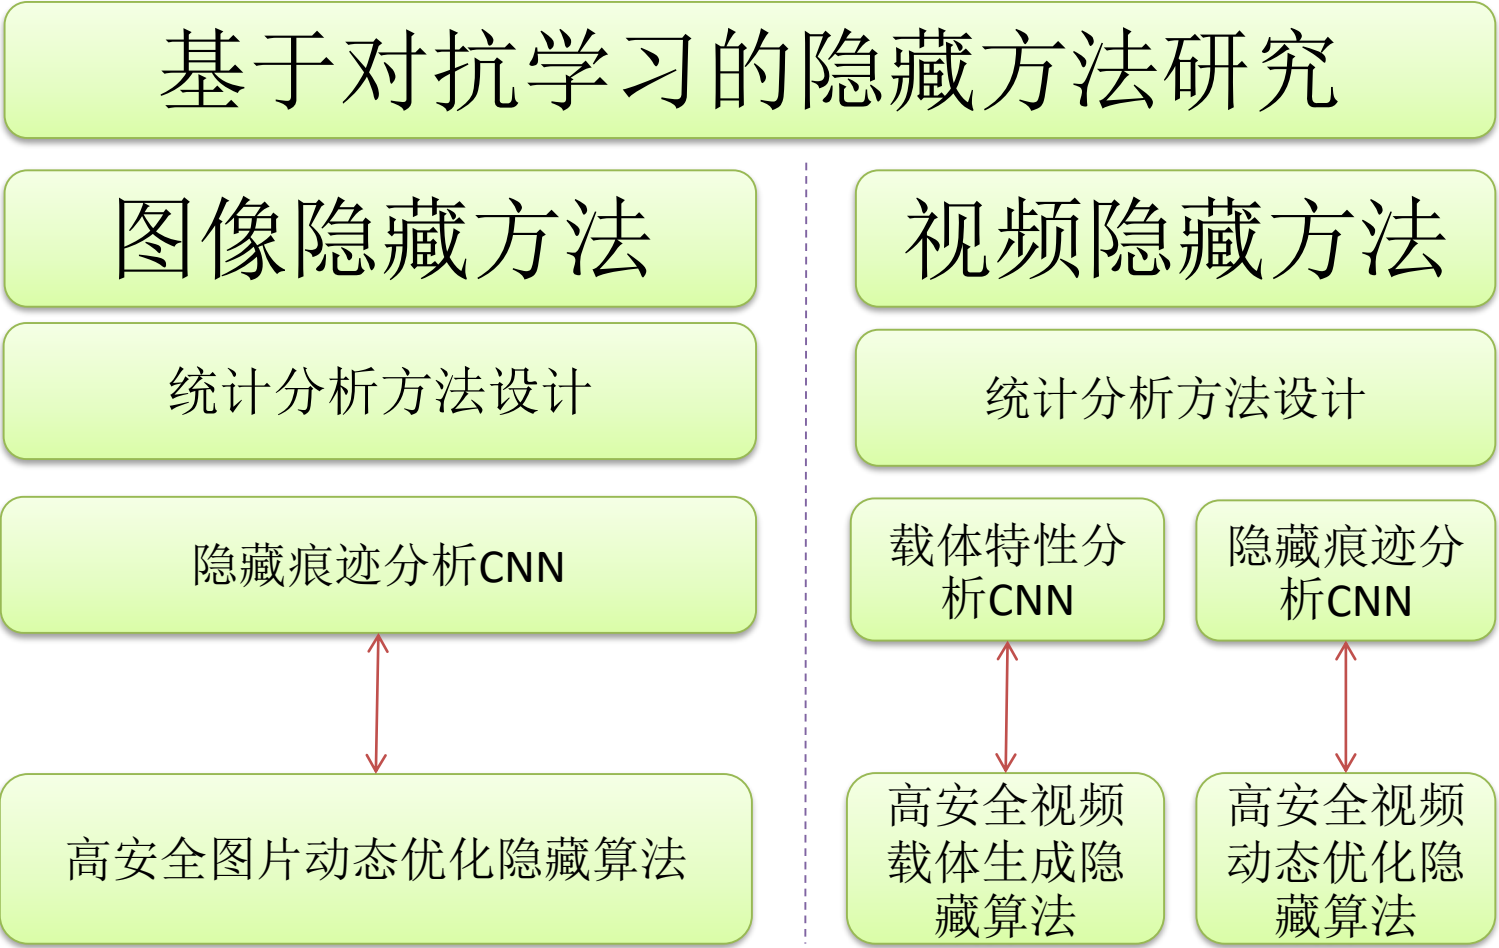 基于对抗学习的隐藏方法研究
图像隐藏方法
视频隐藏方法
统计分析方法设计
统计分析方法设计
隐藏痕迹分析CNN
载体特性分
析CNN
隐藏痕迹分
析CNN
高安全图片动态优化隐藏算法
高安全视频
载体生成隐
藏算法
高安全视频
动态优化隐
藏算法